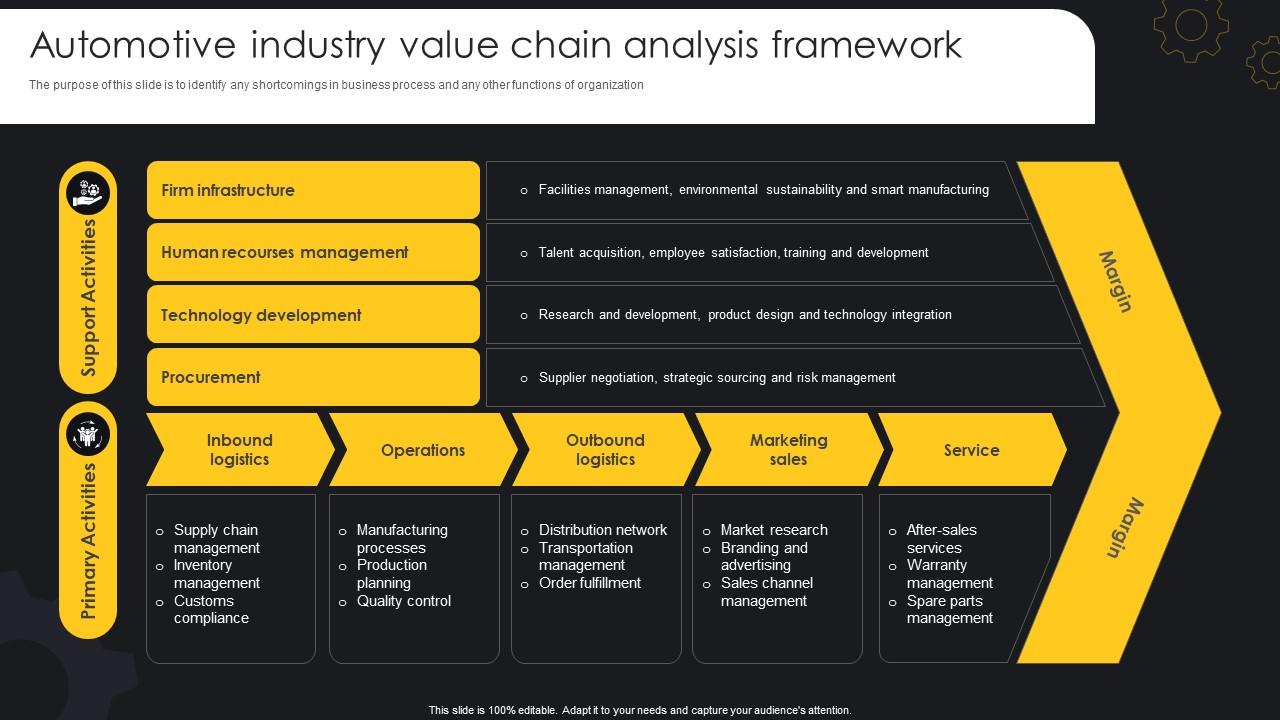 Automotive industry value chain analysis framework
The purpose of this slide is to identify any shortcomings in business process and any other functions of organization
Support Activities
Firm infrastructure
Facilities management, environmental sustainability and smart manufacturing
Human recourses management
Talent acquisition, employee satisfaction, training and development
Technology development
Research and development, product design and technology integration
Procurement
Supplier negotiation, strategic sourcing and risk management
Margin
Primary Activities
Inbound
logistics
Operations
Outbound
logistics
Marketing
sales
Service
Supply chain
management
Inventory
management
Customs
compliance
Manufacturing
processes
Production
planning
Quality control
Distribution network
Transportation
management
Order fulfillment
Market research
Branding and
advertising
Sales channel
management
After-sales
services
Warranty
management
Spare parts
management
Margin
This slide is 100% editable. Adapt it to your needs and capture your audience's attention.